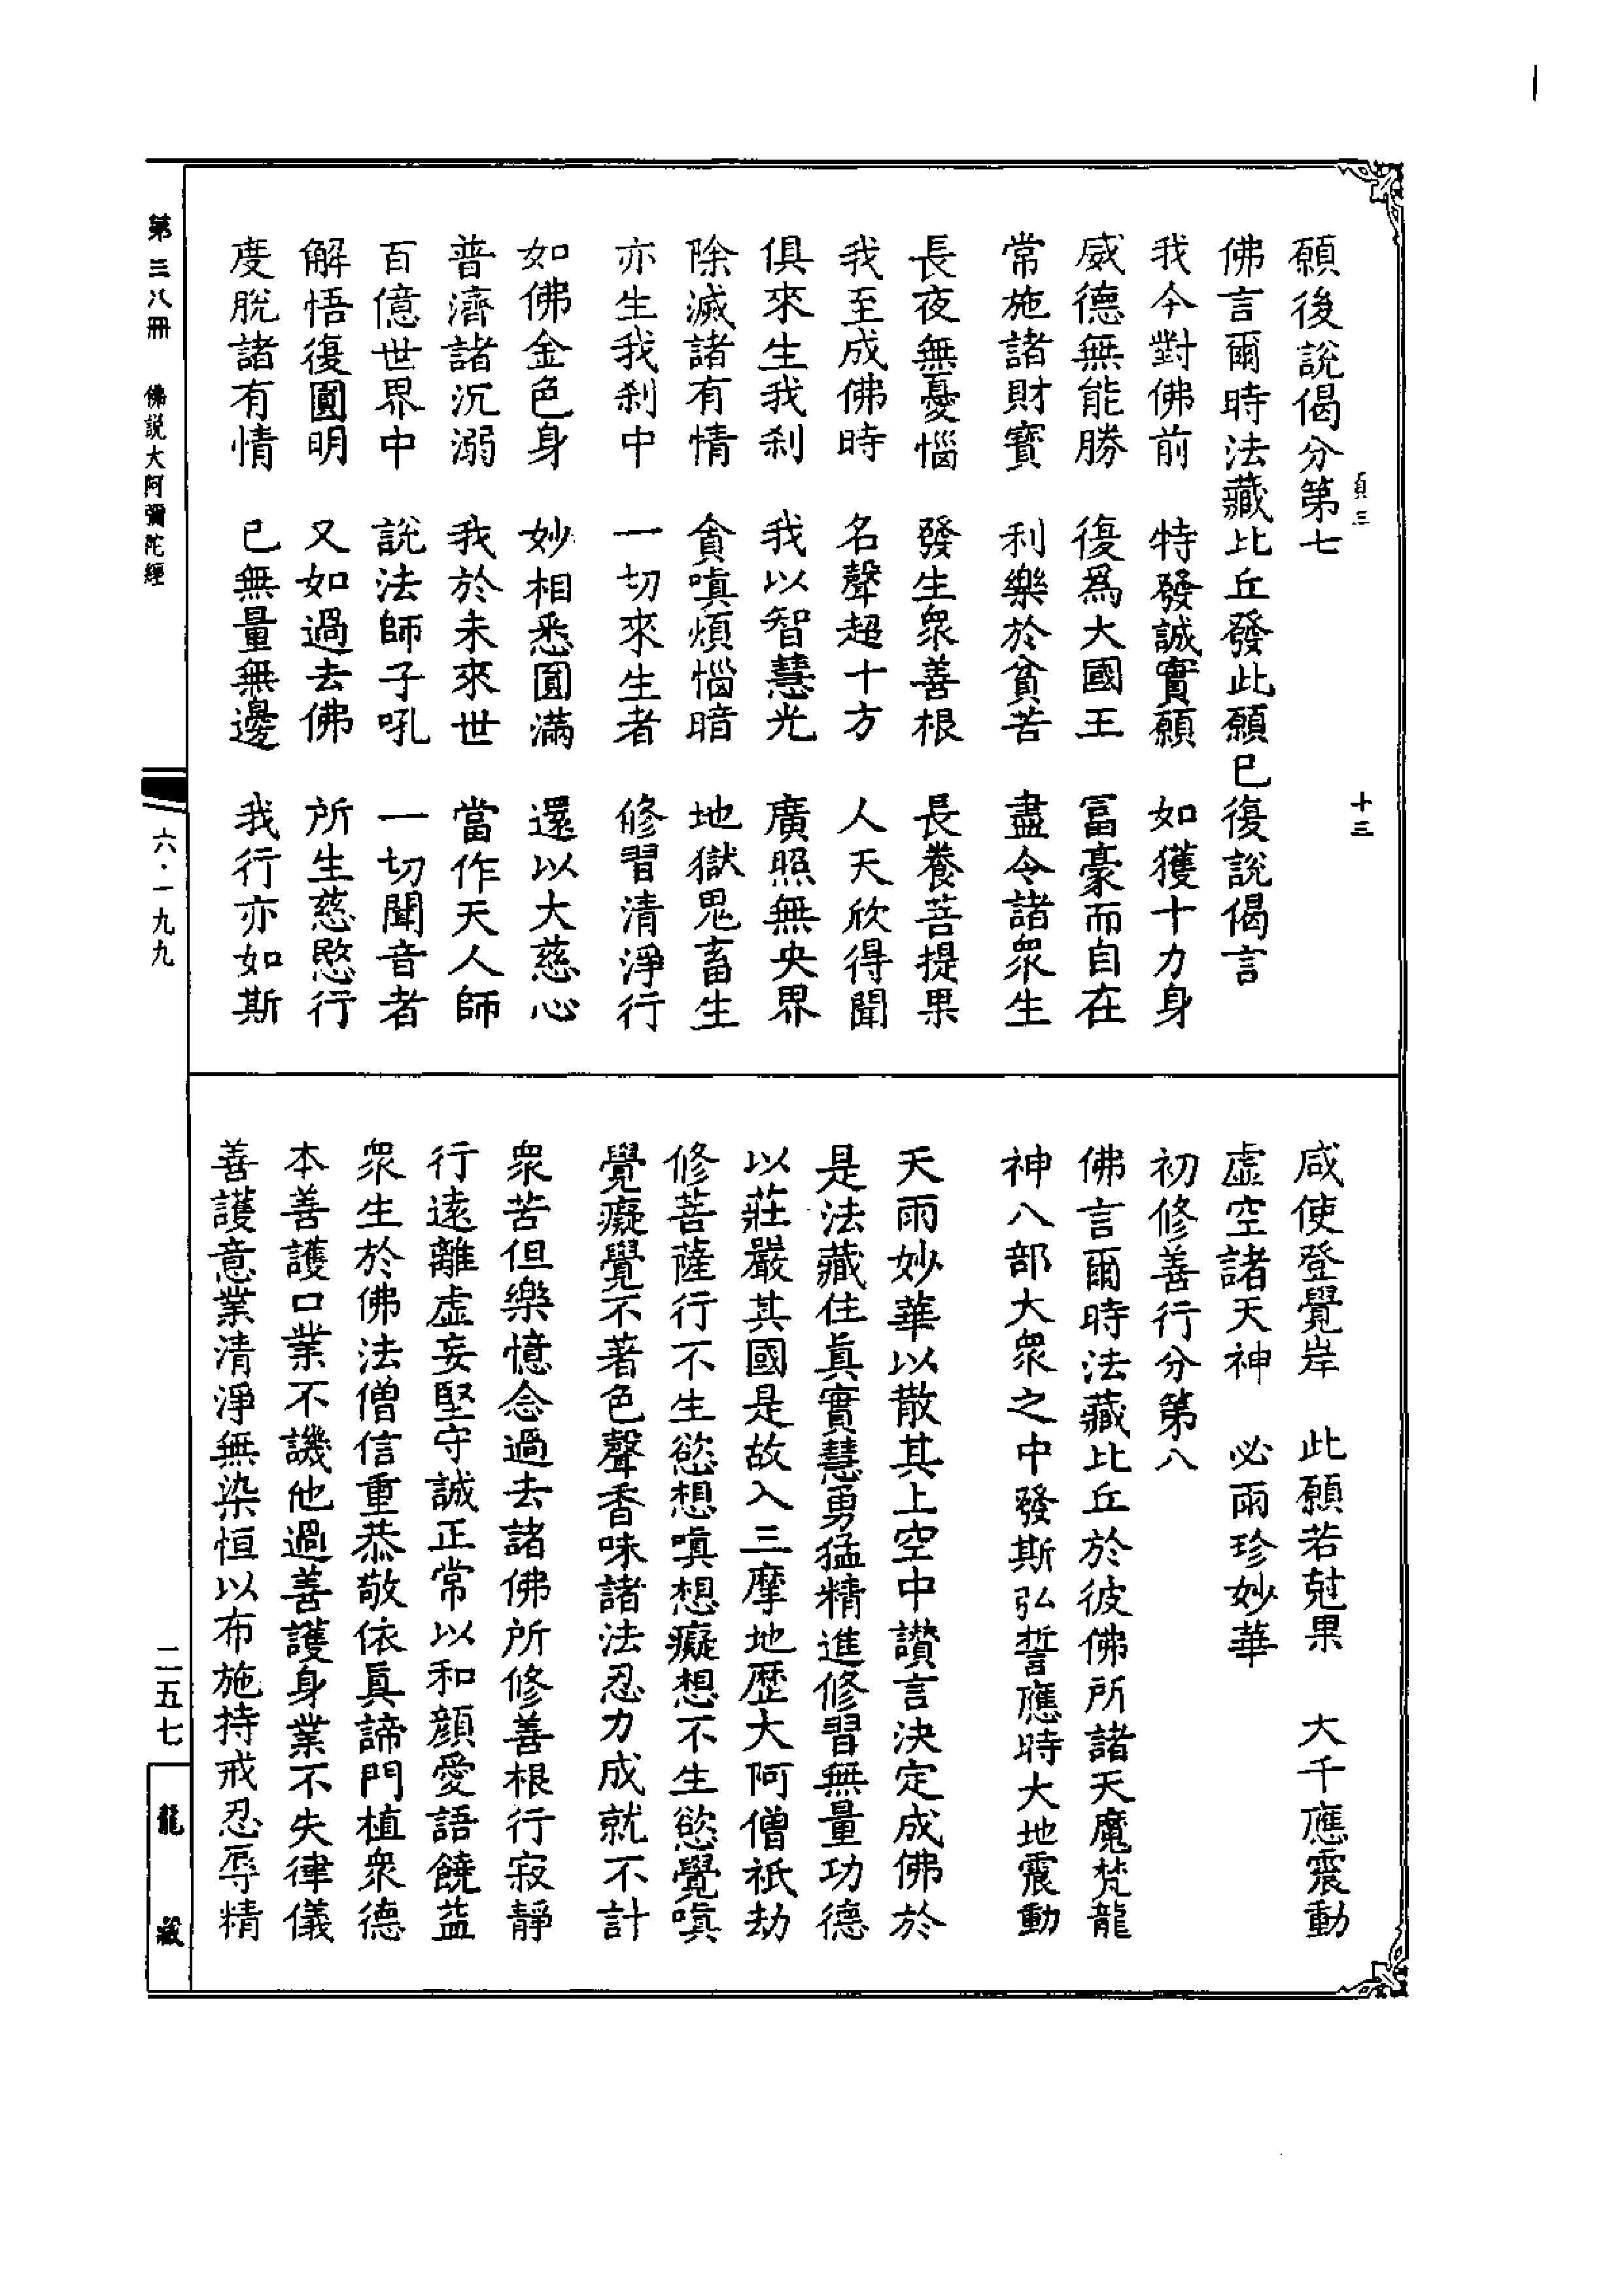 願後說偈分第七
貞三
十三
佛言爾時法藏比丘發此願已復說偈言
我今對佛前　特發誠實願　如獲十力身
威德無能勝　復爲大國王　冨豪而自在
常施諸財寳　利樂於貧苦　盡令諸衆生
長夜無憂惱　發生衆善根　長養菩提果
我至成佛時　名聲超十方　人天欣得聞
俱來生我刹　我以智慧光　廣照無央界
除滅諸有情　貪嗔煩惱暗　地獄鬼畜生
亦生我刹中　一切來生者　修習清淨行
如佛金色身　妙相悉圓滿　還以大慈心
普濟諸沉溺　我於未來世　當作天人師
百億世界中　說法師子吼　一切聞音者
解悟復圓明　又如過去佛　所生慈愍行
度脫諸有情　已無量無邊　我行亦如斯
咸使登覺岸　此願若尅果　大千應震動
虛空諸天神　必雨珍妙華
初修善行分第八
佛言爾時法藏比丘於彼佛所諸天魔梵龍
神八部大衆之中發斯弘誓應時大地震動
天雨妙華以散其上空中讃言決定成佛於
是法藏住眞實慧勇猛精進修習無量功德
以莊嚴其國是故入三摩地歷大阿僧祇劫
修菩薩行不生慾想嗔想癡想不生慾覺嗔
覺癡覺不著色聲香味諸法忍力成就不計
衆苦但樂憶念過去諸佛所修善根行寂靜
行遠離虛妄堅守誠正常以和顏愛語饒益
衆生於佛法僧信重恭敬依眞諦門植衆德
本善護口業不譏他過善護身業不失律儀
善護意業清淨無染恒以布施持戒忍辱精
第三八冊　佛說大阿彌陀經
六·一九九
二五七
龍藏